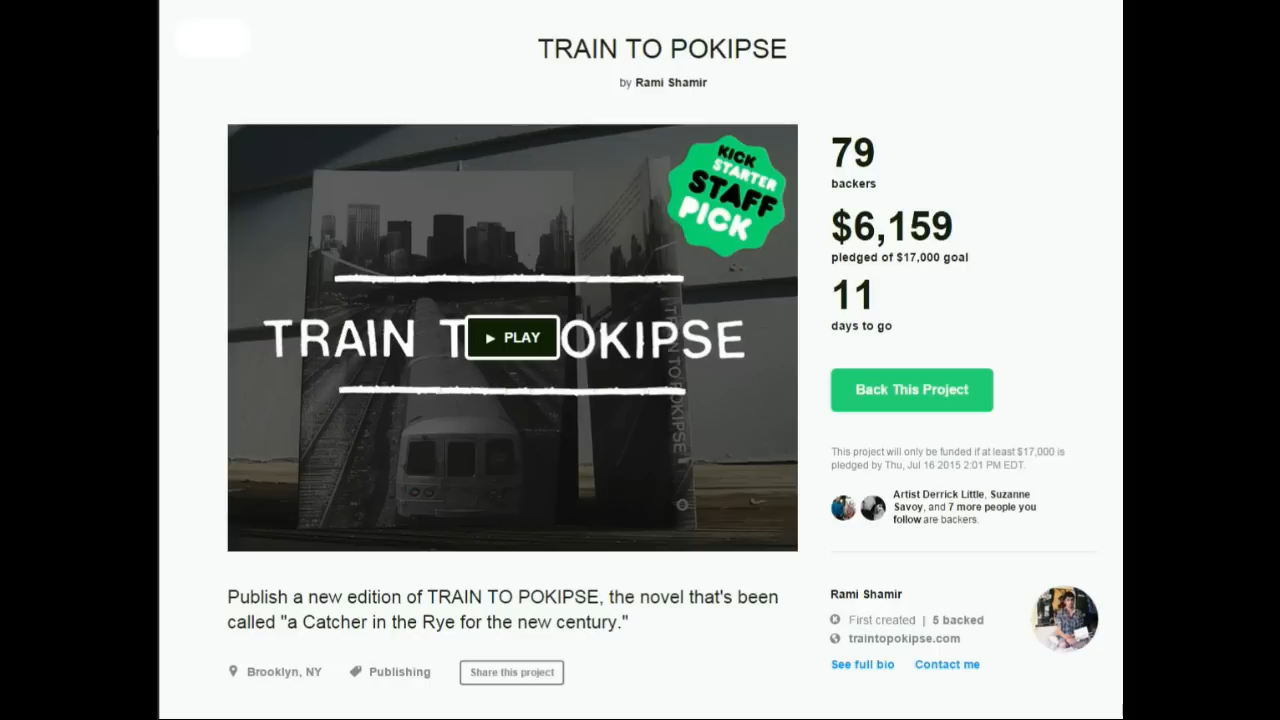 TRAIN TO POKIPSE
by Rami Shamir
KICK
STARTER
STAFF
PICK
TRAIN T
PLAY
OKIPSE
TRAIN TO POKIPSE
79
backers
$6,159
pledged of $17,000 goal
11
days to go
Back This Project
This project will only be funded if at least $17,000 is
pledged by Thu, Jul 16 2015 2:01 PM EDT.
Artist Derrick Little, Suzanne
Savoy, and 7 more people you
follow are backers.
Publish a new edition of TRAIN TO POKIPSE, the novel that's been
called "a Catcher in the Rye for the new century."
Brooklyn, NY Publishing Share this project
Rami Shamir
First created | 5 backed
traintopokipse.com
See full bio Contact me